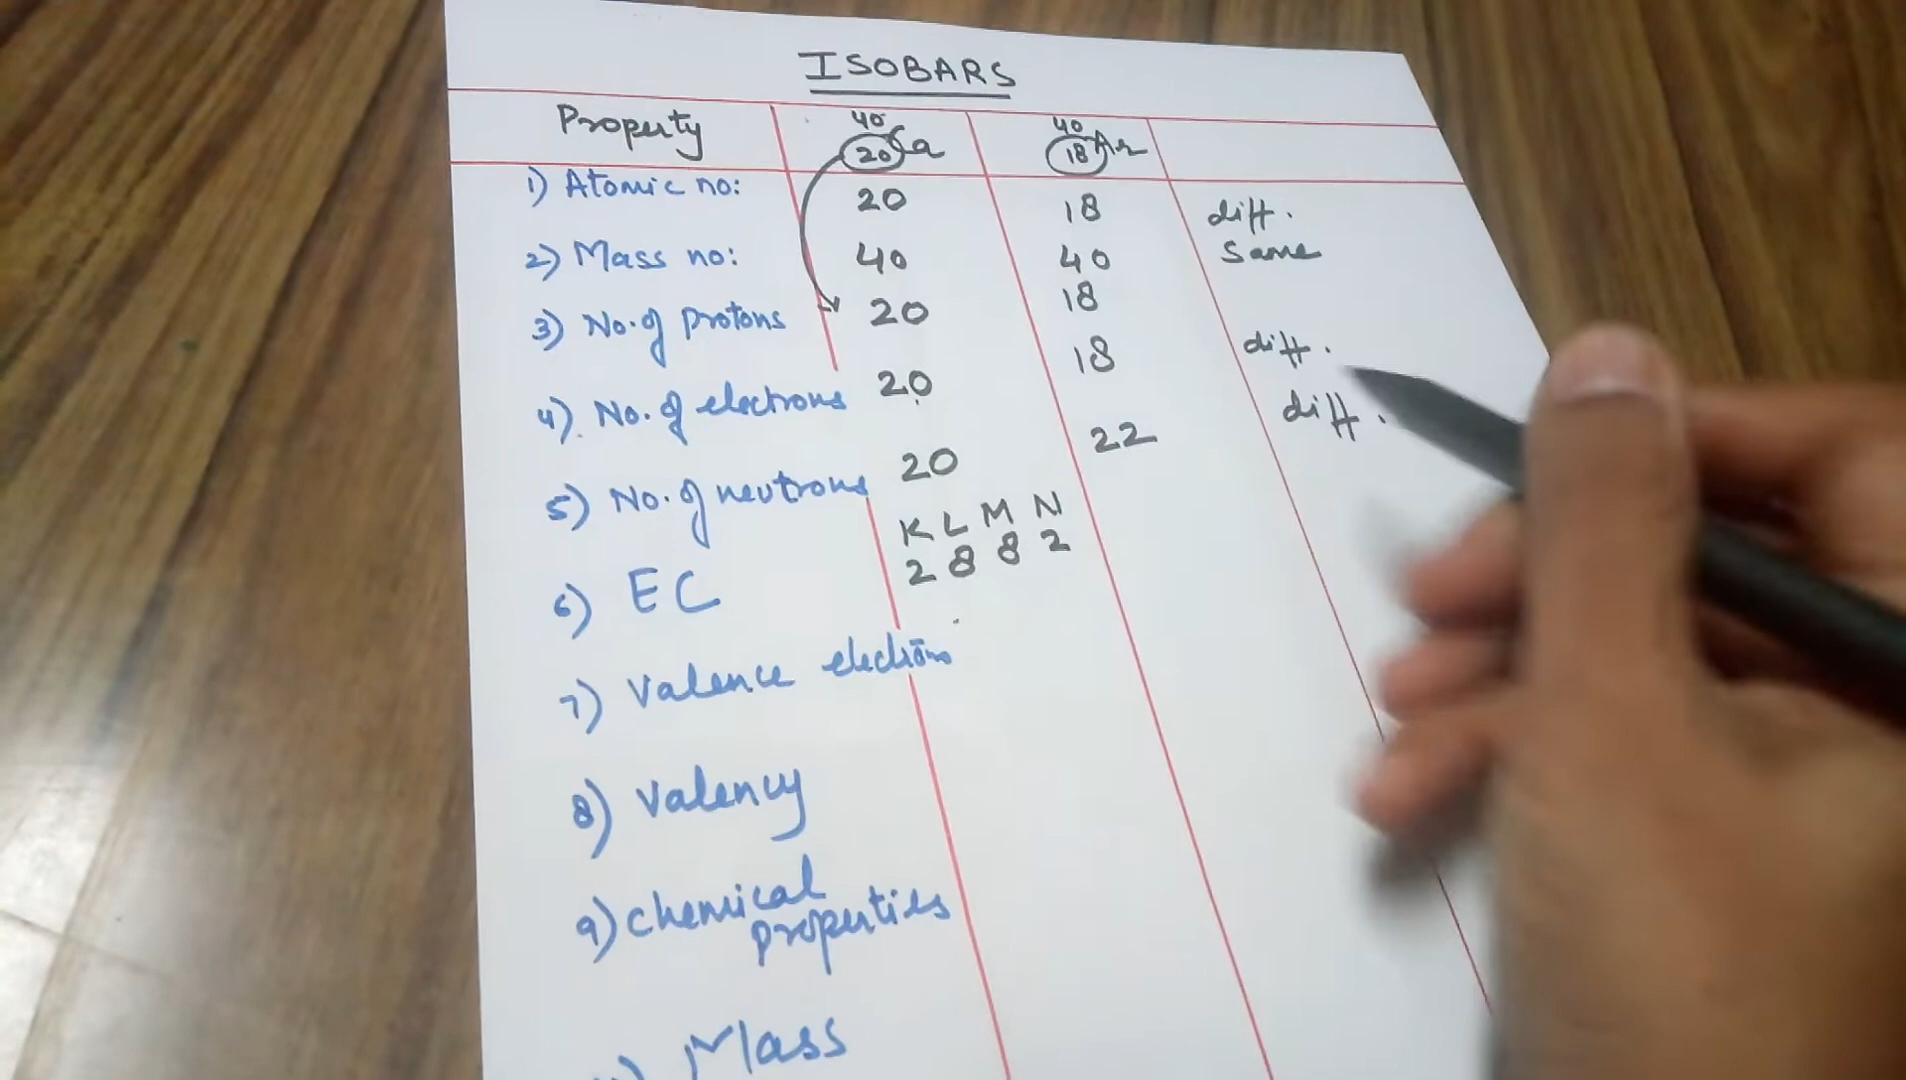 ISOBARS
Property 40 20 Ca 40 18 Ar
1) Atomic no: 20 18 diff.
2) Mass no: 40 40 same
3) No. of protons 20 18
4) No. of electrons 20 18 diff.
5) No. of neutrons 20 22 diff.
K L M N
6) EC 2 8 8 2
7) Valence electrons
8) Valency
9) Chemical
properties
Mass